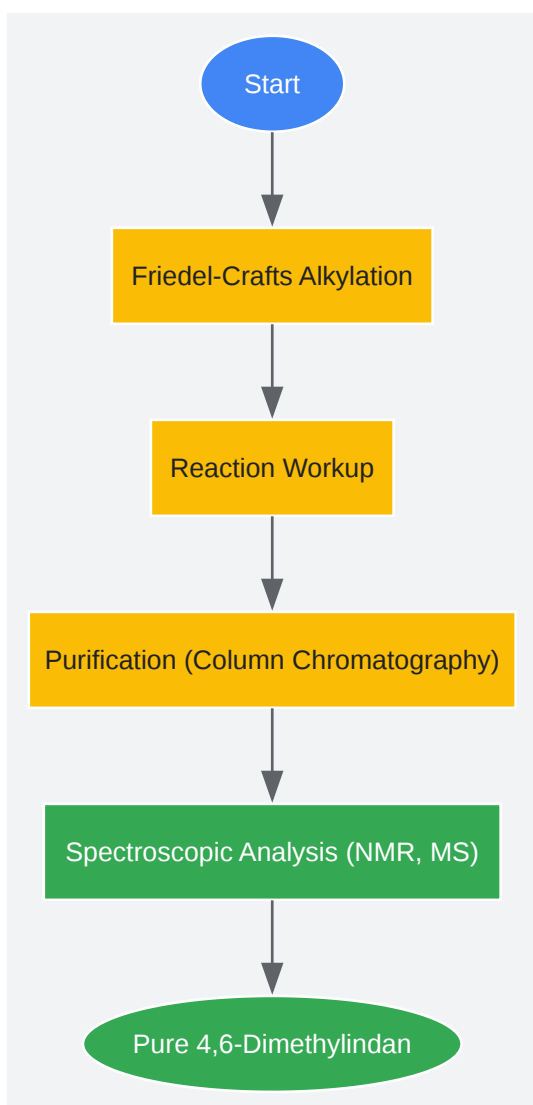 Start
Friedel-Crafts Alkylation
Reaction Workup
Purification (Column Chromatography)
Spectroscopic Analysis (NMR, MS)
Pure 4,6-Dimethylindan